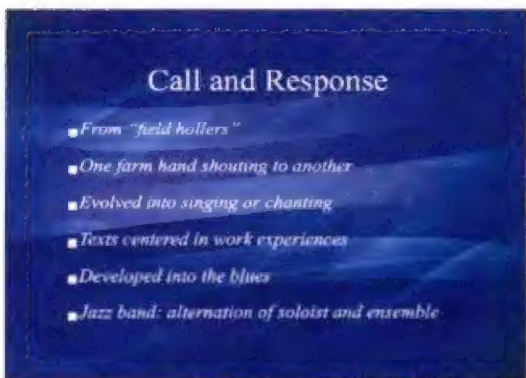 Call and Response
From "field hollers"
One farm hand shouting to another
Evolved into singing or chanting
Texts centered in work experiences
Developed into the blues
Jazz band: alternation of soloist and ensemble